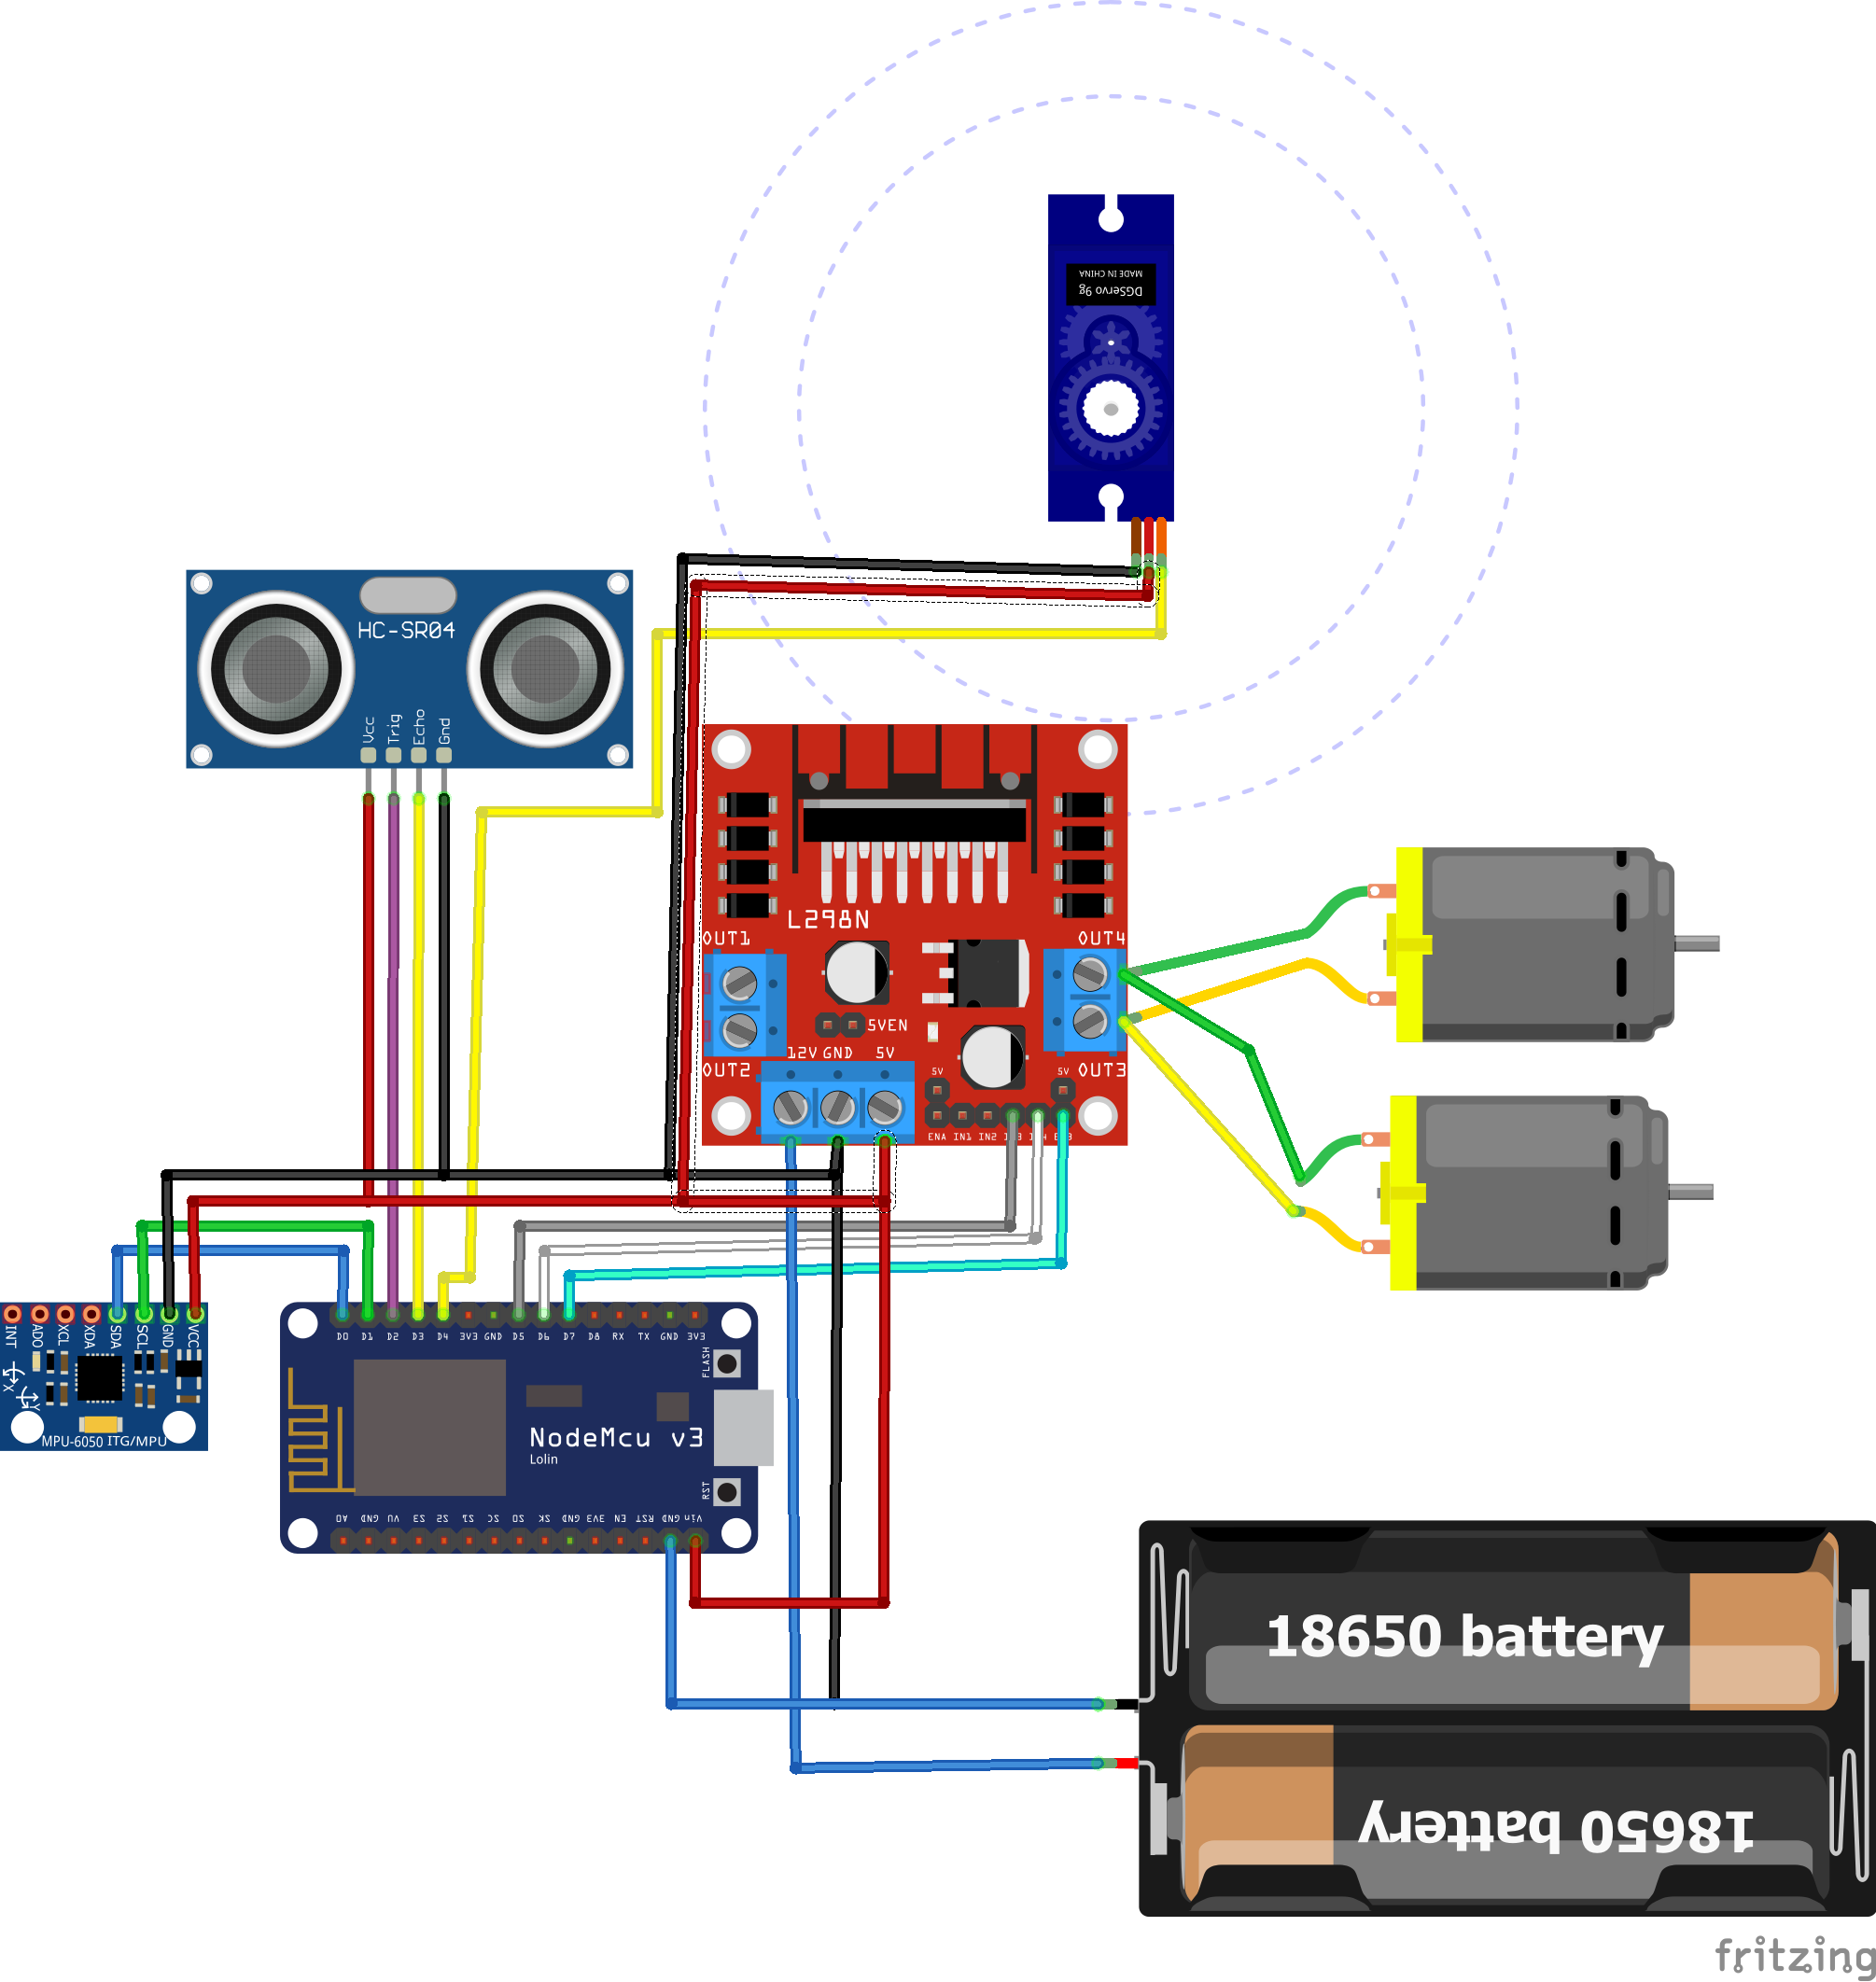 MADE IN CHINA
DGServo 9g
HC-SR04
Vcc
Trig
Echo
Gnd
L298N
OUT1
OUT4
5VEN
12V GND 5V
OUT2
OUT3
5V
5V
ENA IN1 IN2
INT
ADO
XCL
XDA
SDA
SCL
GND
VCC
X
Y
MPU-6050 ITG/MPU
D0 D1 D2 D3 D4 3V3 GND D5 D6 D7 D8 RX TX GND 3V3
FLASH
NodeMcu v3
Lolin
RST
A0 GND VU S3 S2 S1 SC S0 SK GND 3V3 EN RST GND Vin
18650 battery
18650 battery
fritzing